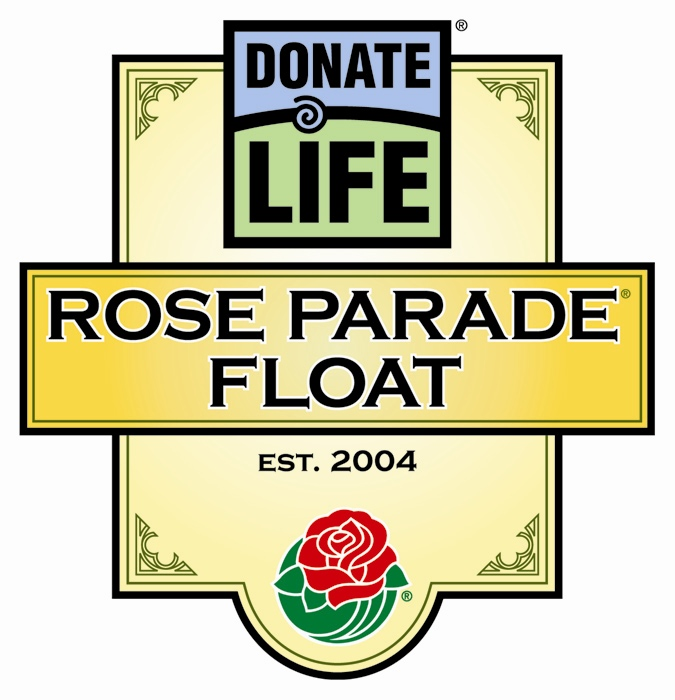 DONATE
LIFE®
ROSE PARADE®
FLOAT
EST. 2004
®